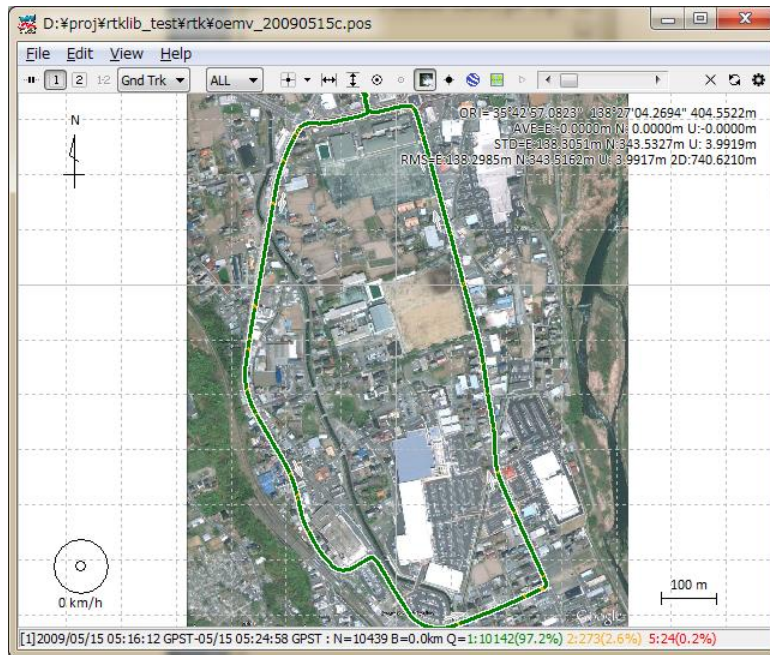 D:¥proj¥rtklib_test¥rtk¥oemv_20090515c.pos
File Edit View Help
1 2 1-2 Gnd Trk ALL
ORI= 35°42'57.0823" 138°27'04.2694" 404.5522m
AVE=E:-0.0000m N: 0.0000m U:-0.0000m
STD=E:138.3051m N:343.5327m U: 3.9919m
RMS=E:138.2985m N:343.5162m U: 3.9917m 2D:740.6210m
N
0 km/h
100 m
Google
[1]2009/05/15 05:16:12 GPST-05/15 05:24:58 GPST : N=10439 B=0.0km Q=1:10142(97.2%) 2:273(2.6%) 5:24(0.2%)